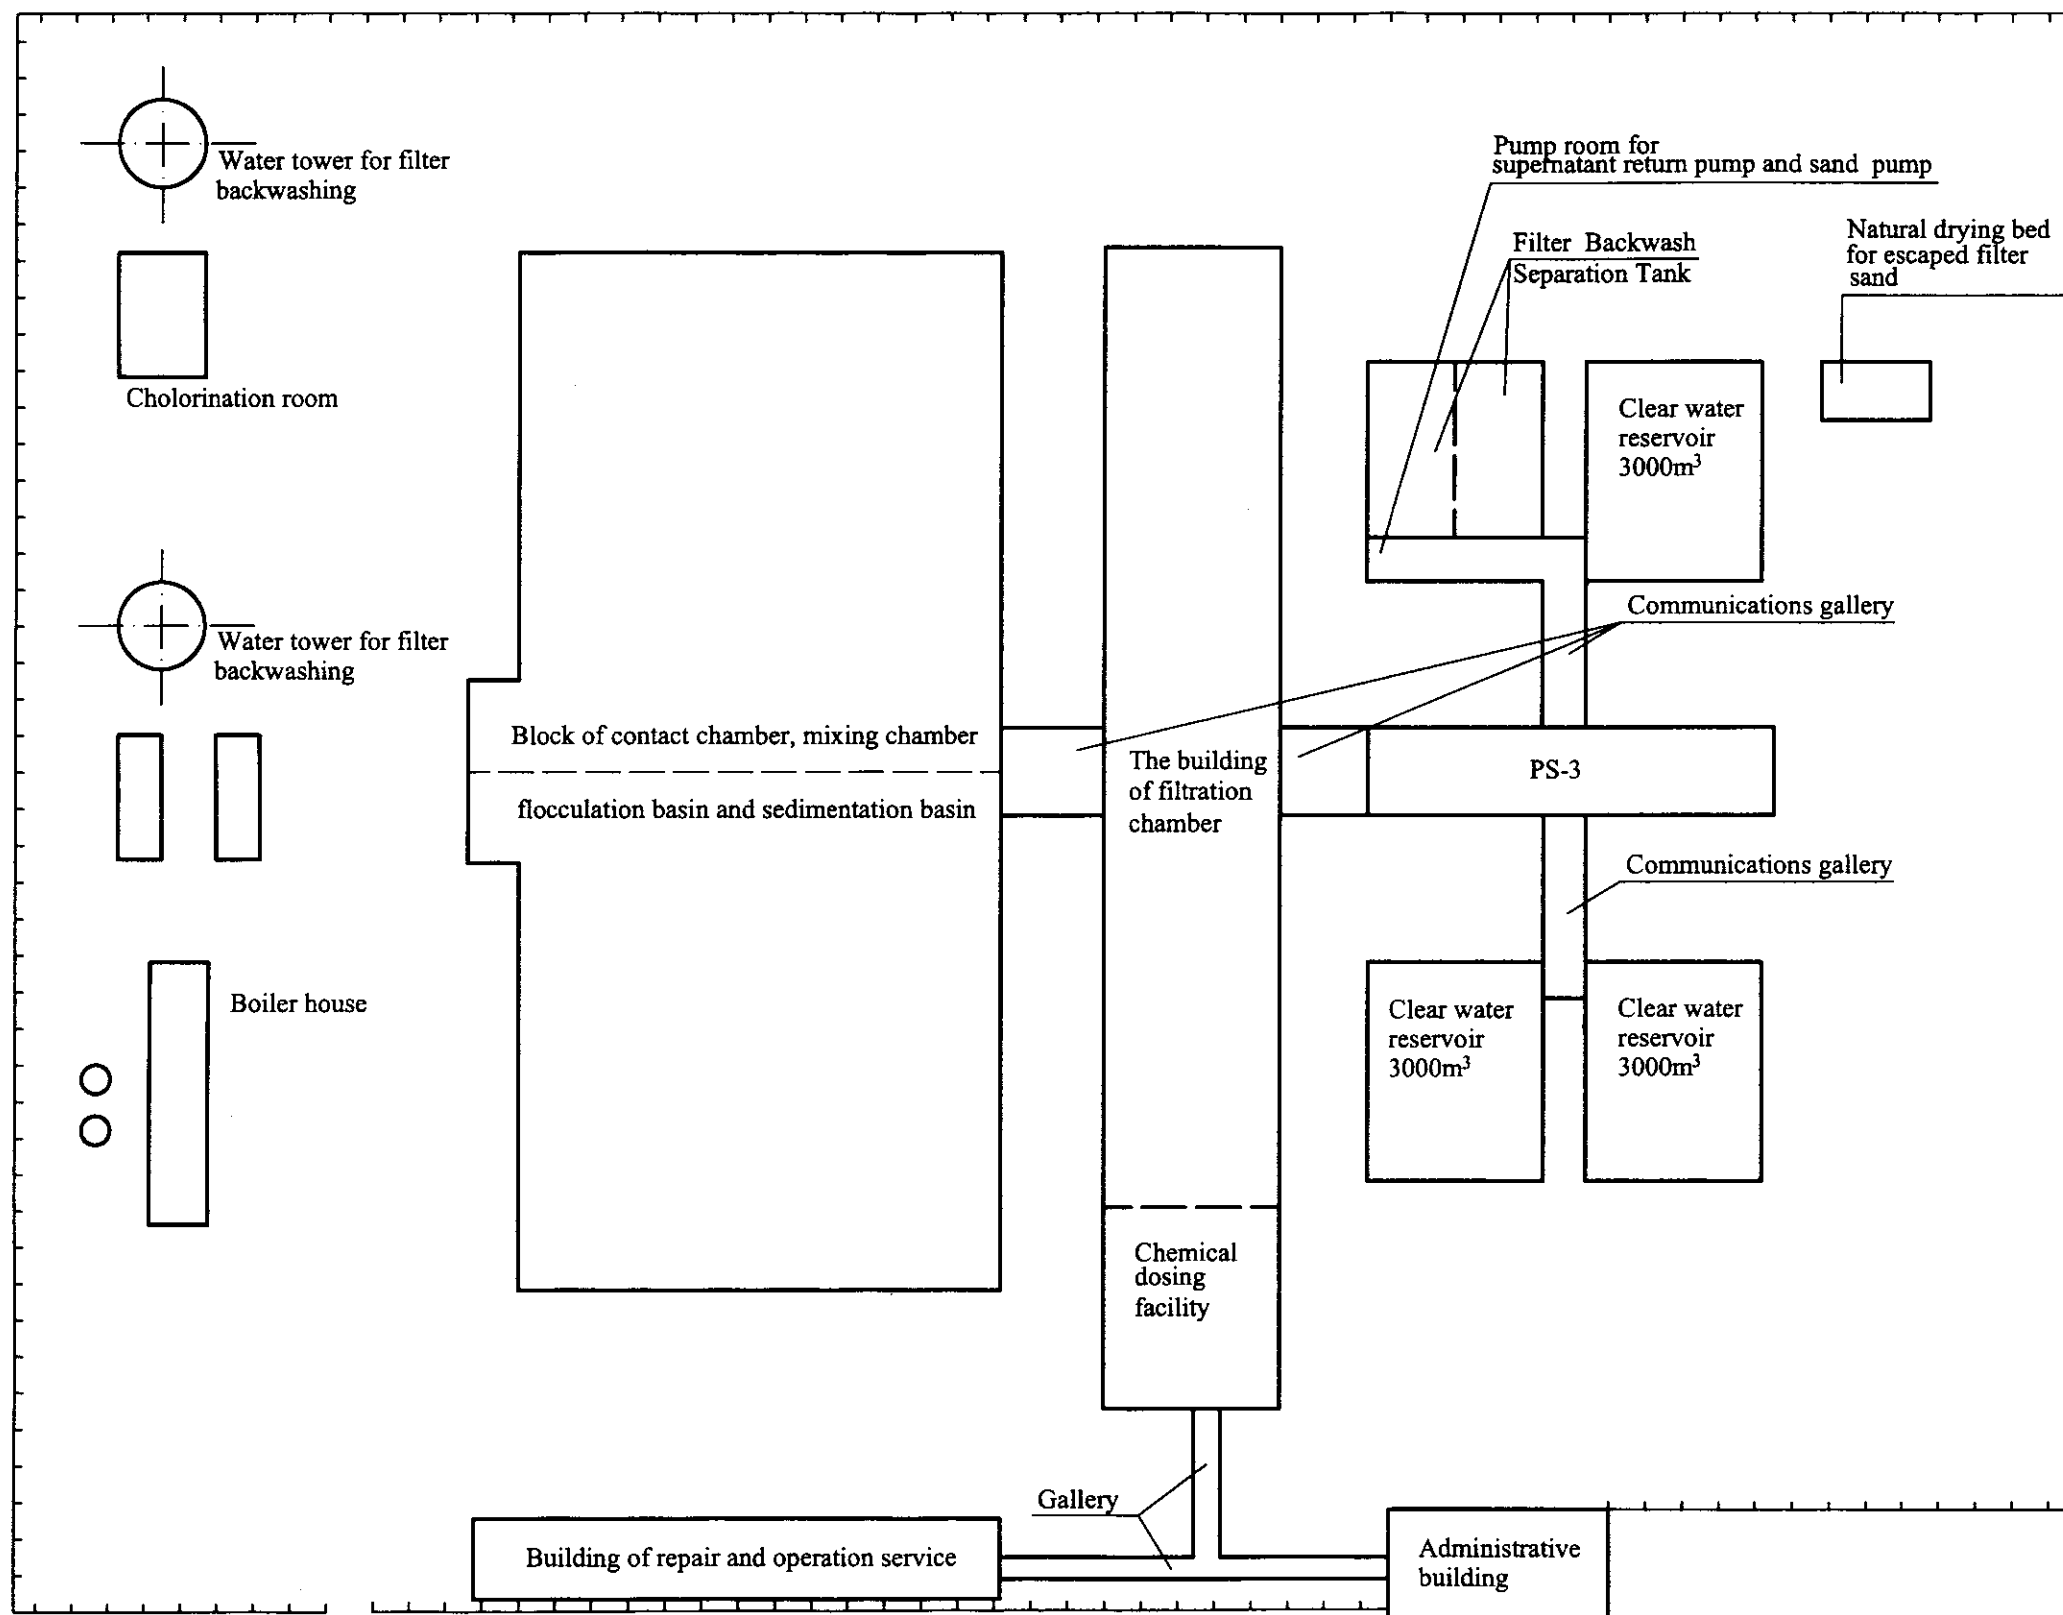 Water tower for filter
backwashing
Pump room for
supernatant return pump and sand pump
Filter Backwash
Separation Tank
Natural drying bed
for escaped filter
sand
Cholorination room
Clear water
reservoir
3000m³
Communications gallery
Water tower for filter
backwashing
Block of contact chamber, mixing chamber
flocculation basin and sedimentation basin
The building
of filtration
chamber
PS-3
Communications gallery
Boiler house
Clear water
reservoir
3000m³
Clear water
reservoir
3000m³
Chemical
dosing
facility
Gallery
Building of repair and operation service
Administrative
building